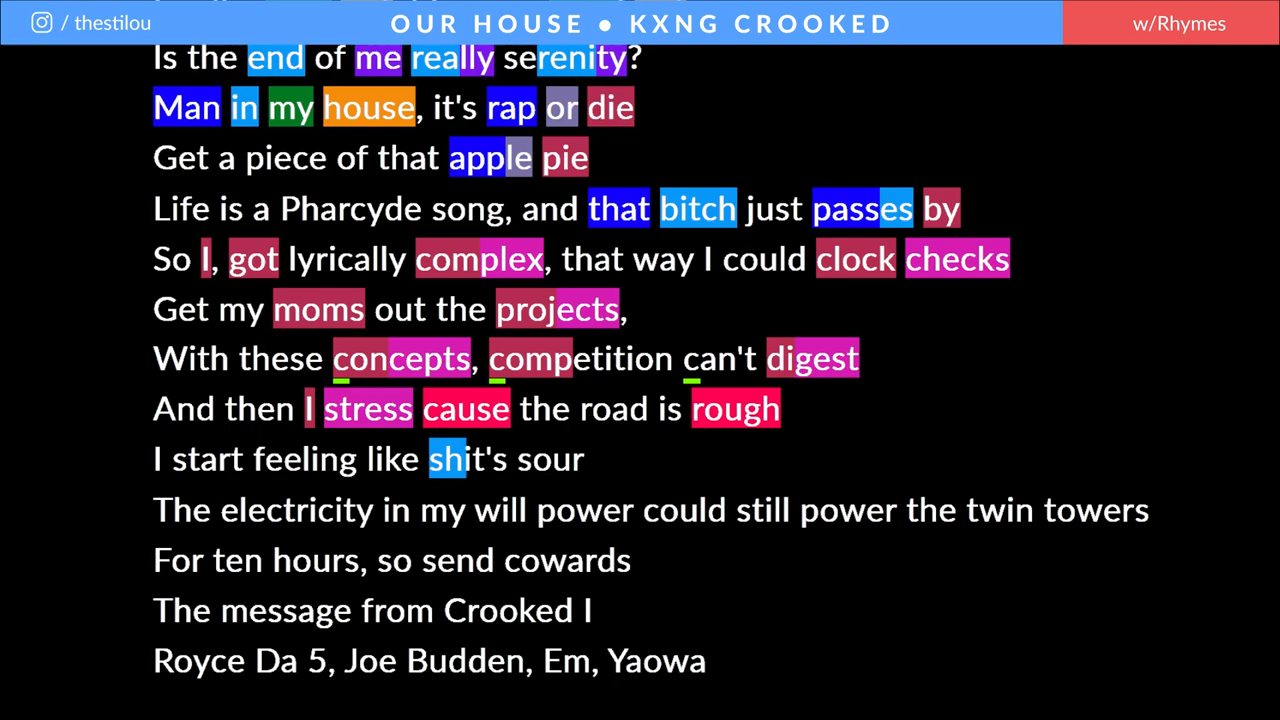 / thestilou
OUR HOUSE ● KXNG CROOKED
w/Rhymes
Is the end of me really serenity?
Man in my house, it's rap or die
Get a piece of that apple pie
Life is a Pharcyde song, and that bitch just passes by
So I, got lyrically complex, that way I could clock checks
Get my moms out the projects,
With these concepts, competition can't digest
And then I stress cause the road is rough
I start feeling like shit's sour
The electricity in my will power could still power the twin towers
For ten hours, so send cowards
The message from Crooked I
Royce Da 5, Joe Budden, Em, Yaowa